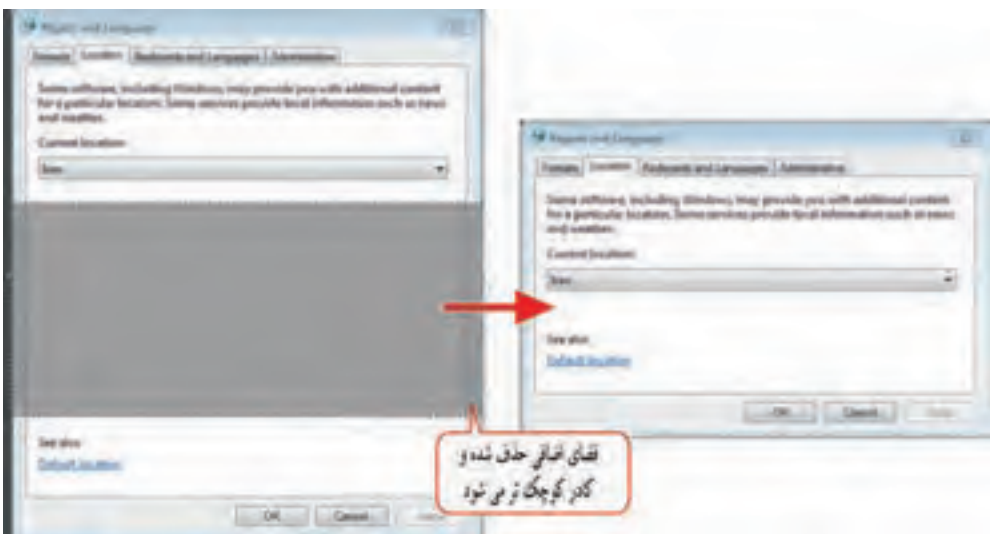 Region and Language
Formats Location Keyboards and Languages Administrative
Some software, including Windows, may provide you with additional content
for a particular location. Some services provide local information such as news
and weather.
Current location:
Iran
See also
Default location
OK Cancel Apply
Region and Language
Formats Location Keyboards and Languages Administrative
Some software, including Windows, may provide you with additional content
for a particular location. Some services provide local information such as news
and weather.
Current location:
Iran
See also
Default location
OK Cancel Apply
فضای اضافی حذف شده و
کادر کوچک تر می شود